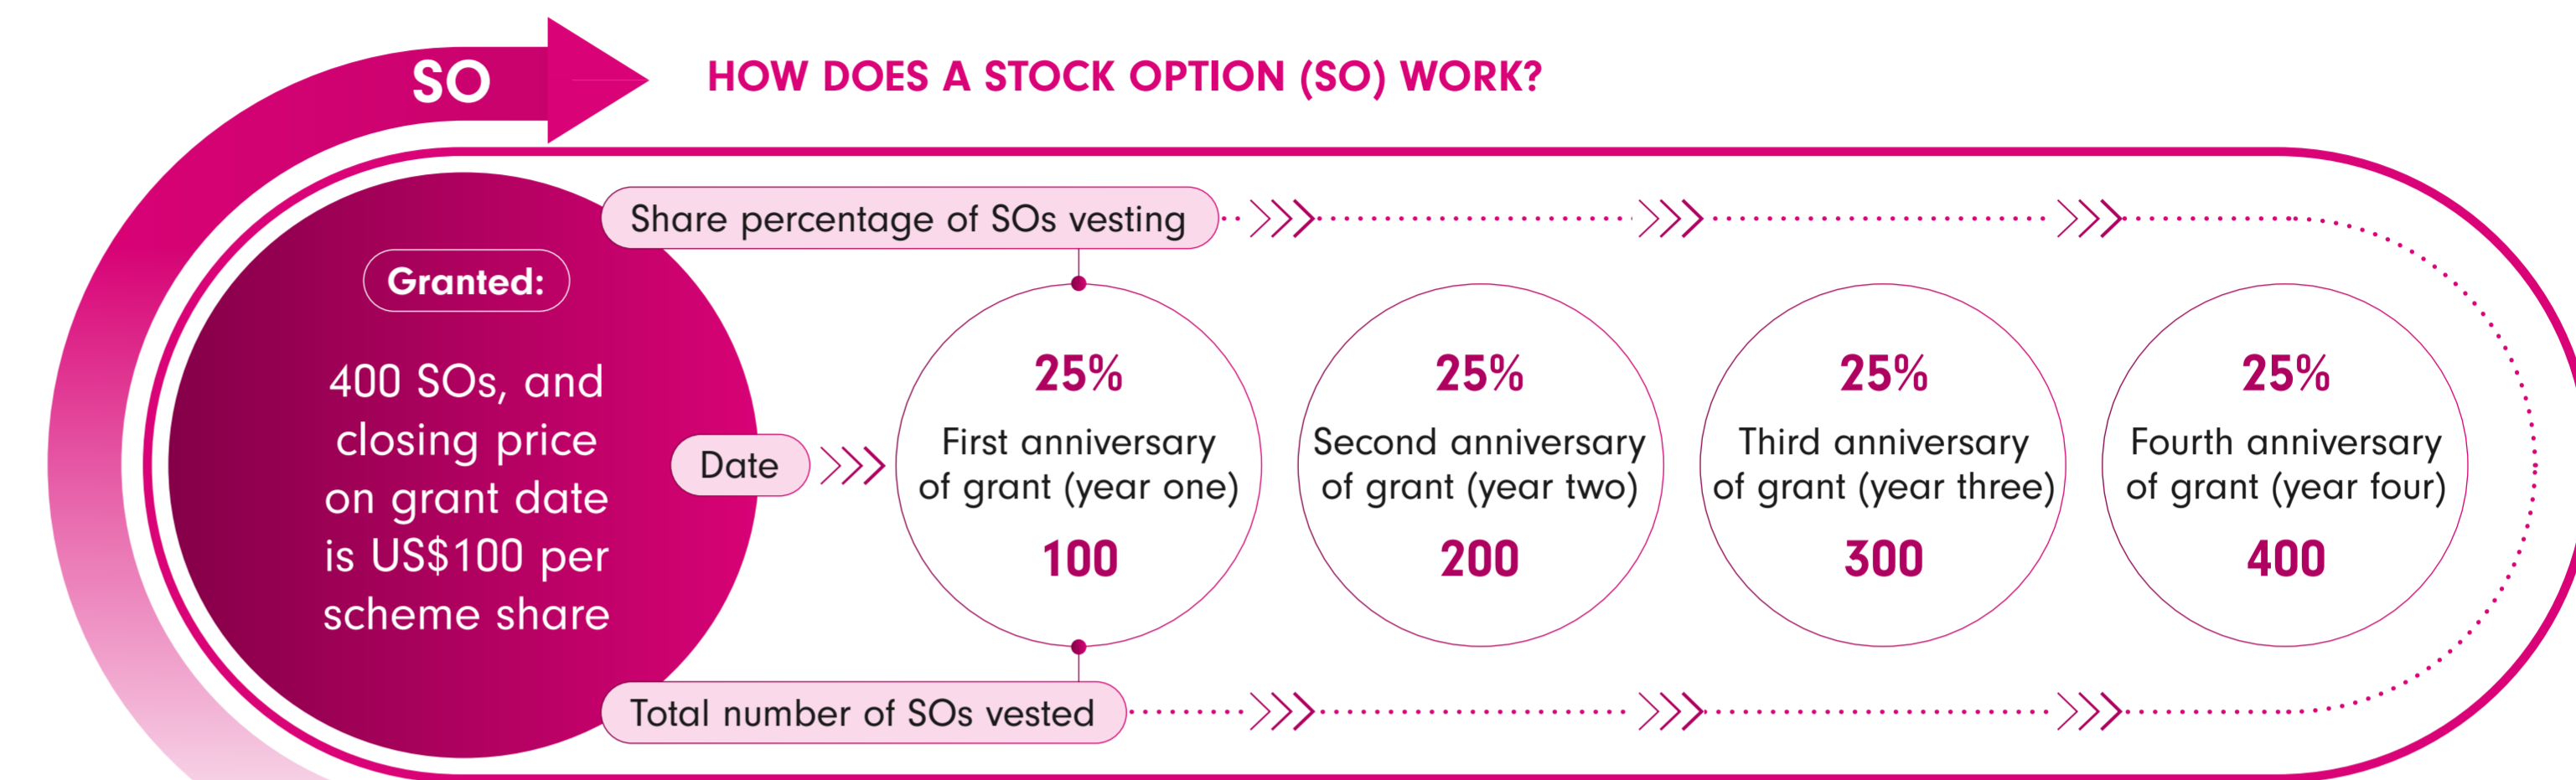 SO
HOW DOES A STOCK OPTION (SO) WORK?
Share percentage of SOs vesting
Granted:
400 SOs, and
closing price
on grant date
is US$100 per
scheme share
Date
25%
First anniversary
of grant (year one)
100
25%
Second anniversary
of grant (year two)
200
25%
Third anniversary
of grant (year three)
300
25%
Fourth anniversary
of grant (year four)
400
Total number of SOs vested